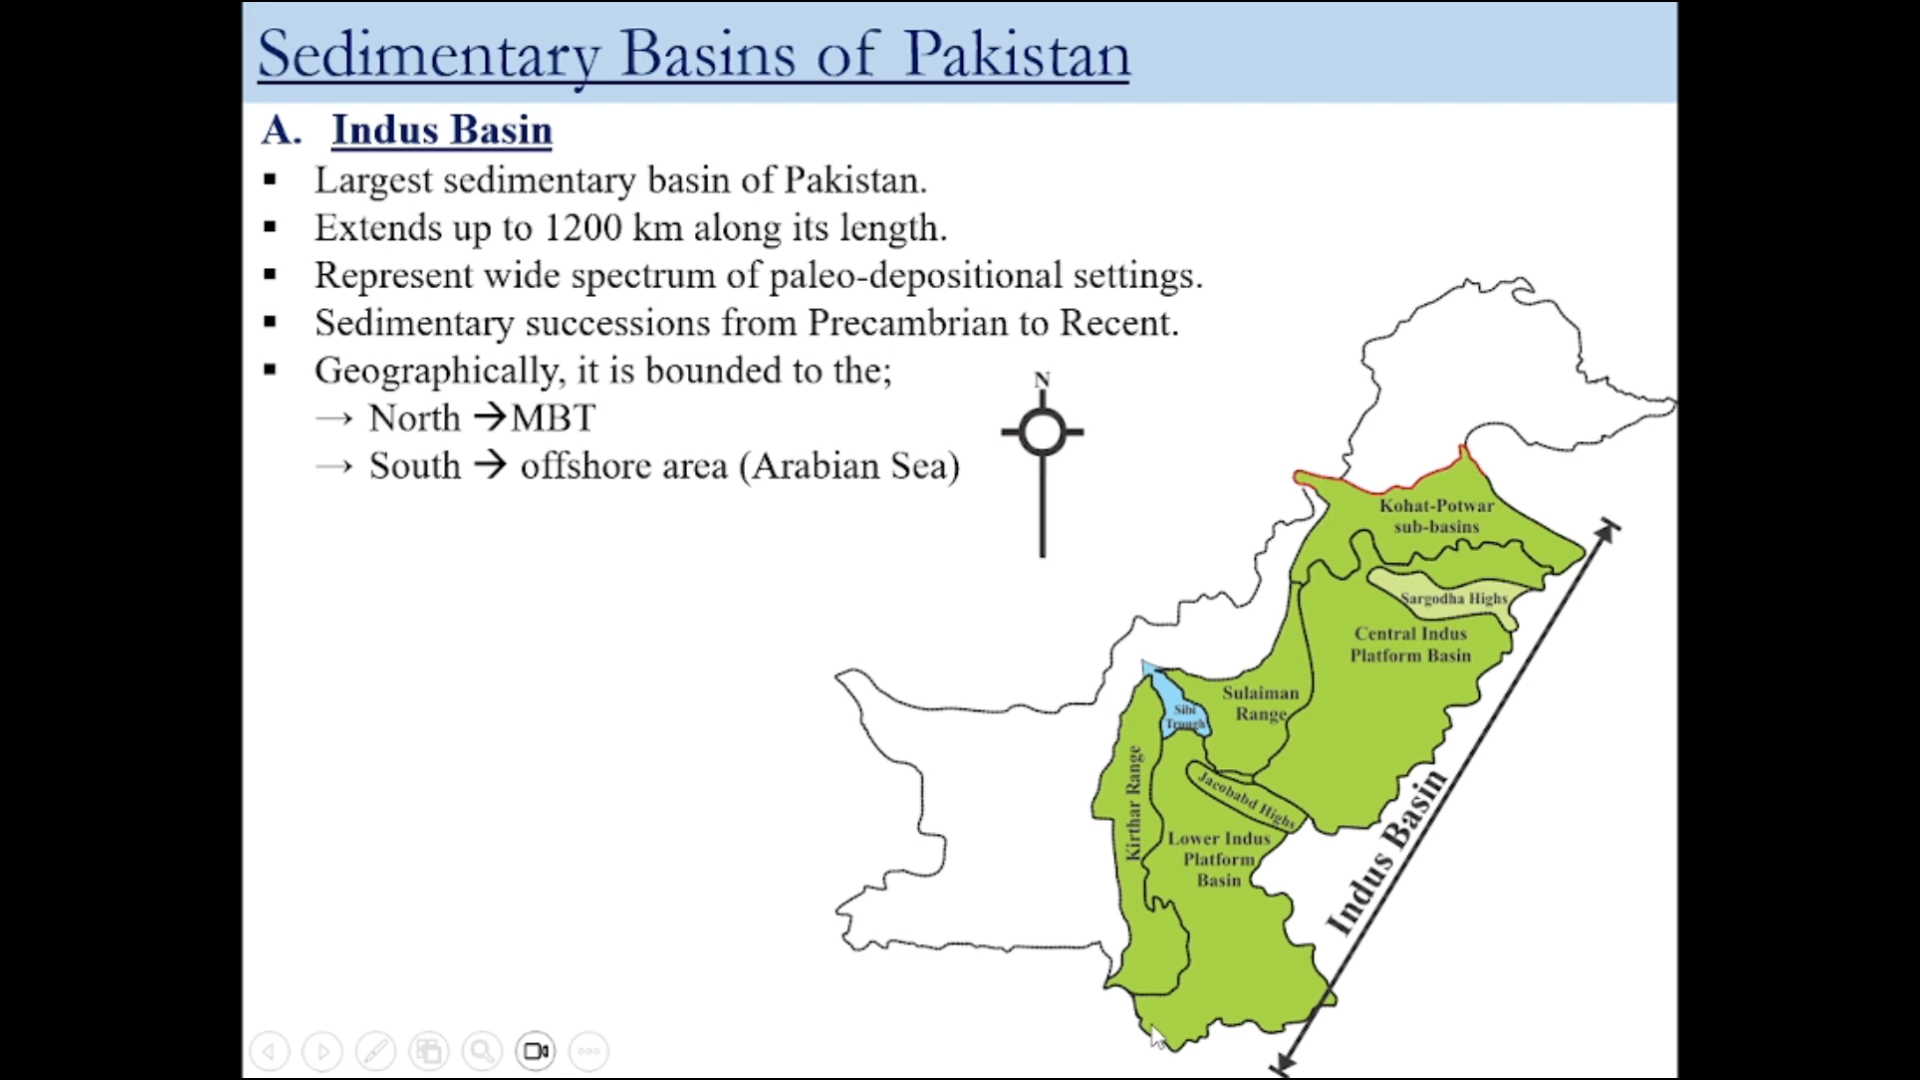 Sedimentary Basins of Pakistan
A. Indus Basin
▪ Largest sedimentary basin of Pakistan.
▪ Extends up to 1200 km along its length.
▪ Represent wide spectrum of paleo-depositional settings.
▪ Sedimentary successions from Precambrian to Recent.
▪ Geographically, it is bounded to the;
→ North →MBT
→ South → offshore area (Arabian Sea)
N
Kohat-Potwar
sub-basins
Sargodha Highs
Central Indus
Platform Basin
Sulaiman
Range
Sibi
Trough
Kirthar Range
Jacobabd Highs
Lower Indus
Platform
Basin
Indus Basin